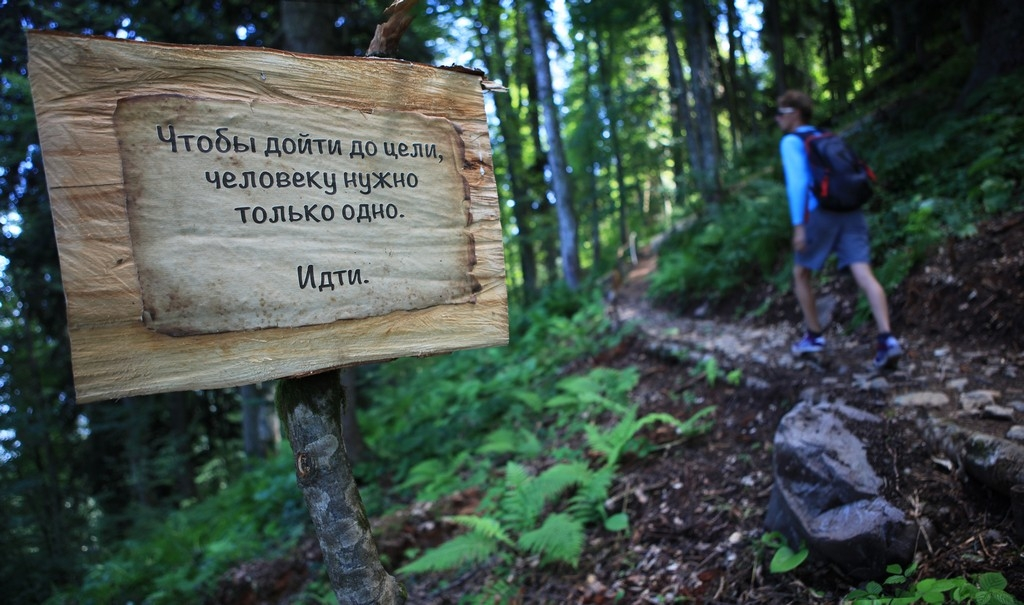 Чтобы дойти до цели,
человеку нужно
только одно.
Идти.